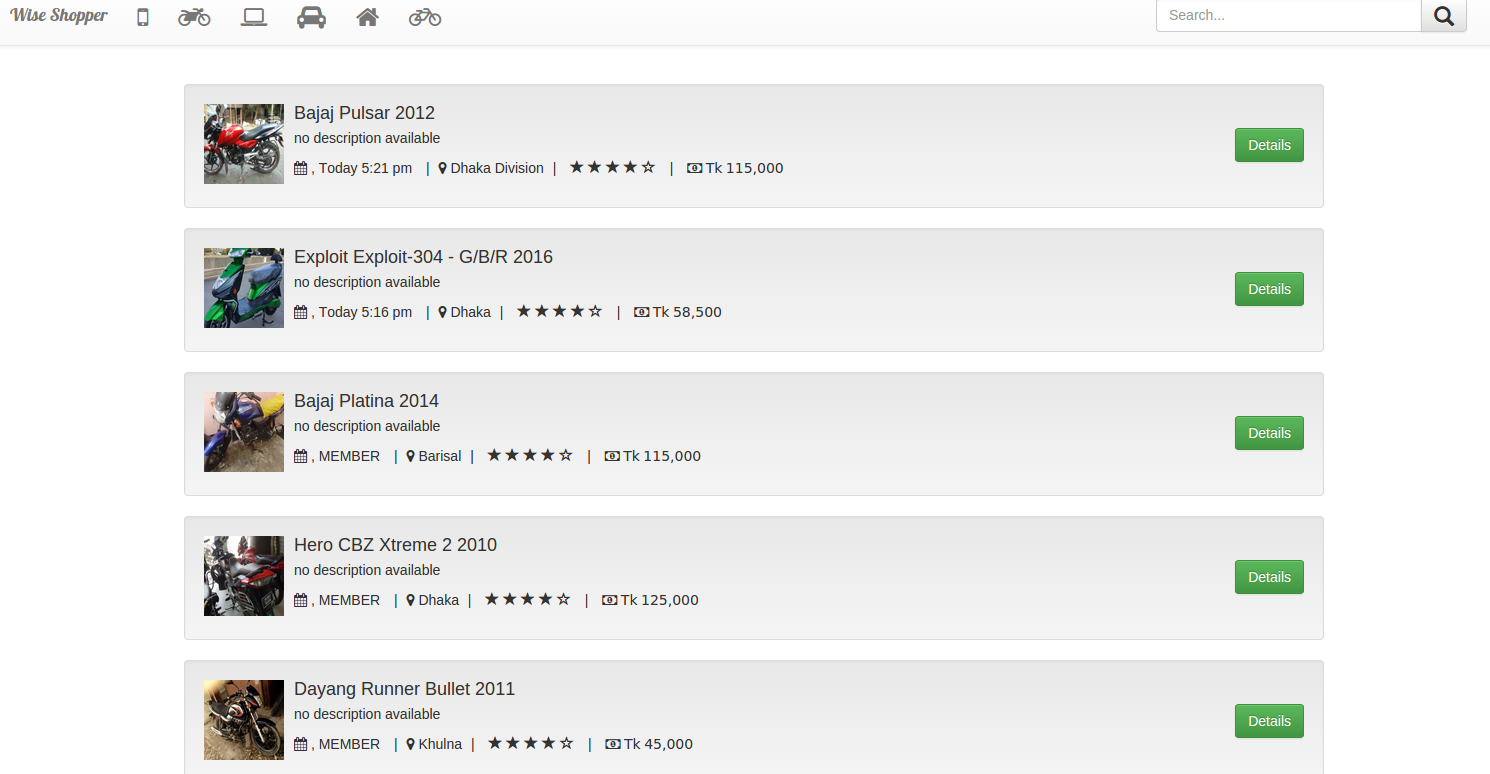 Wise Shopper
Search...
Bajaj Pulsar 2012
no description available
, Today 5:21 pm | Dhaka Division | ★★★★☆ | Tk 115,000
Details
Exploit Exploit-304 - G/B/R 2016
no description available
, Today 5:16 pm | Dhaka | ★★★★☆ | Tk 58,500
Details
Bajaj Platina 2014
no description available
, MEMBER | Barisal | ★★★★☆ | Tk 115,000
Details
Hero CBZ Xtreme 2 2010
no description available
, MEMBER | Dhaka | ★★★★☆ | Tk 125,000
Details
Dayang Runner Bullet 2011
no description available
, MEMBER | Khulna | ★★★★☆ | Tk 45,000
Details